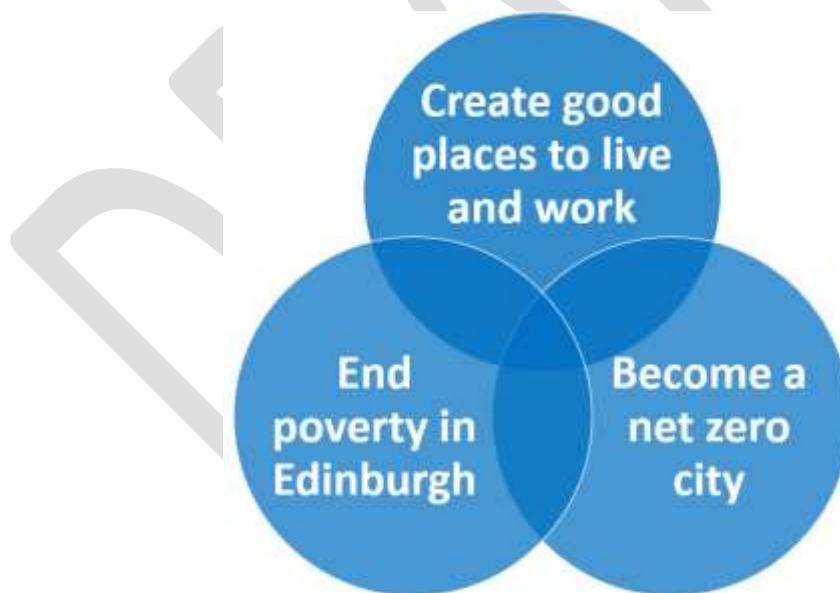 Create good
places to live
and work
End
poverty in
Edinburgh
Become a
net zero
city